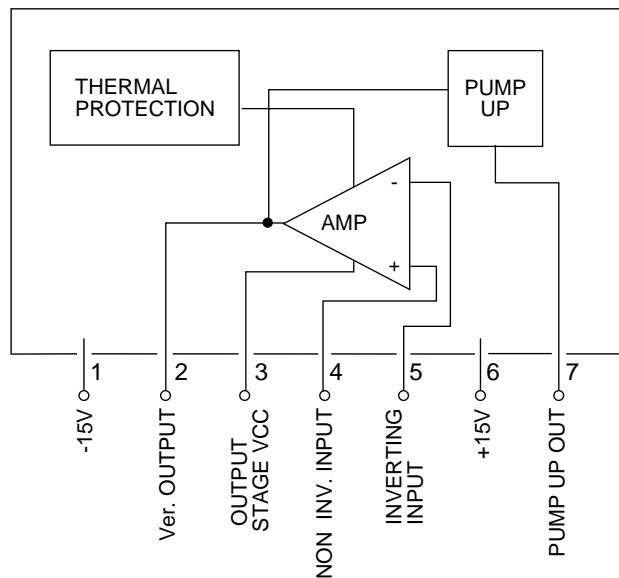 THERMAL
PROTECTION
PUMP
UP
AMP
-
+
1
2
3
4
5
6
7
-15V
Ver. OUTPUT
OUTPUT
STAGE VCC
NON INV. INPUT
INVERTING
INPUT
+15V
PUMP UP OUT